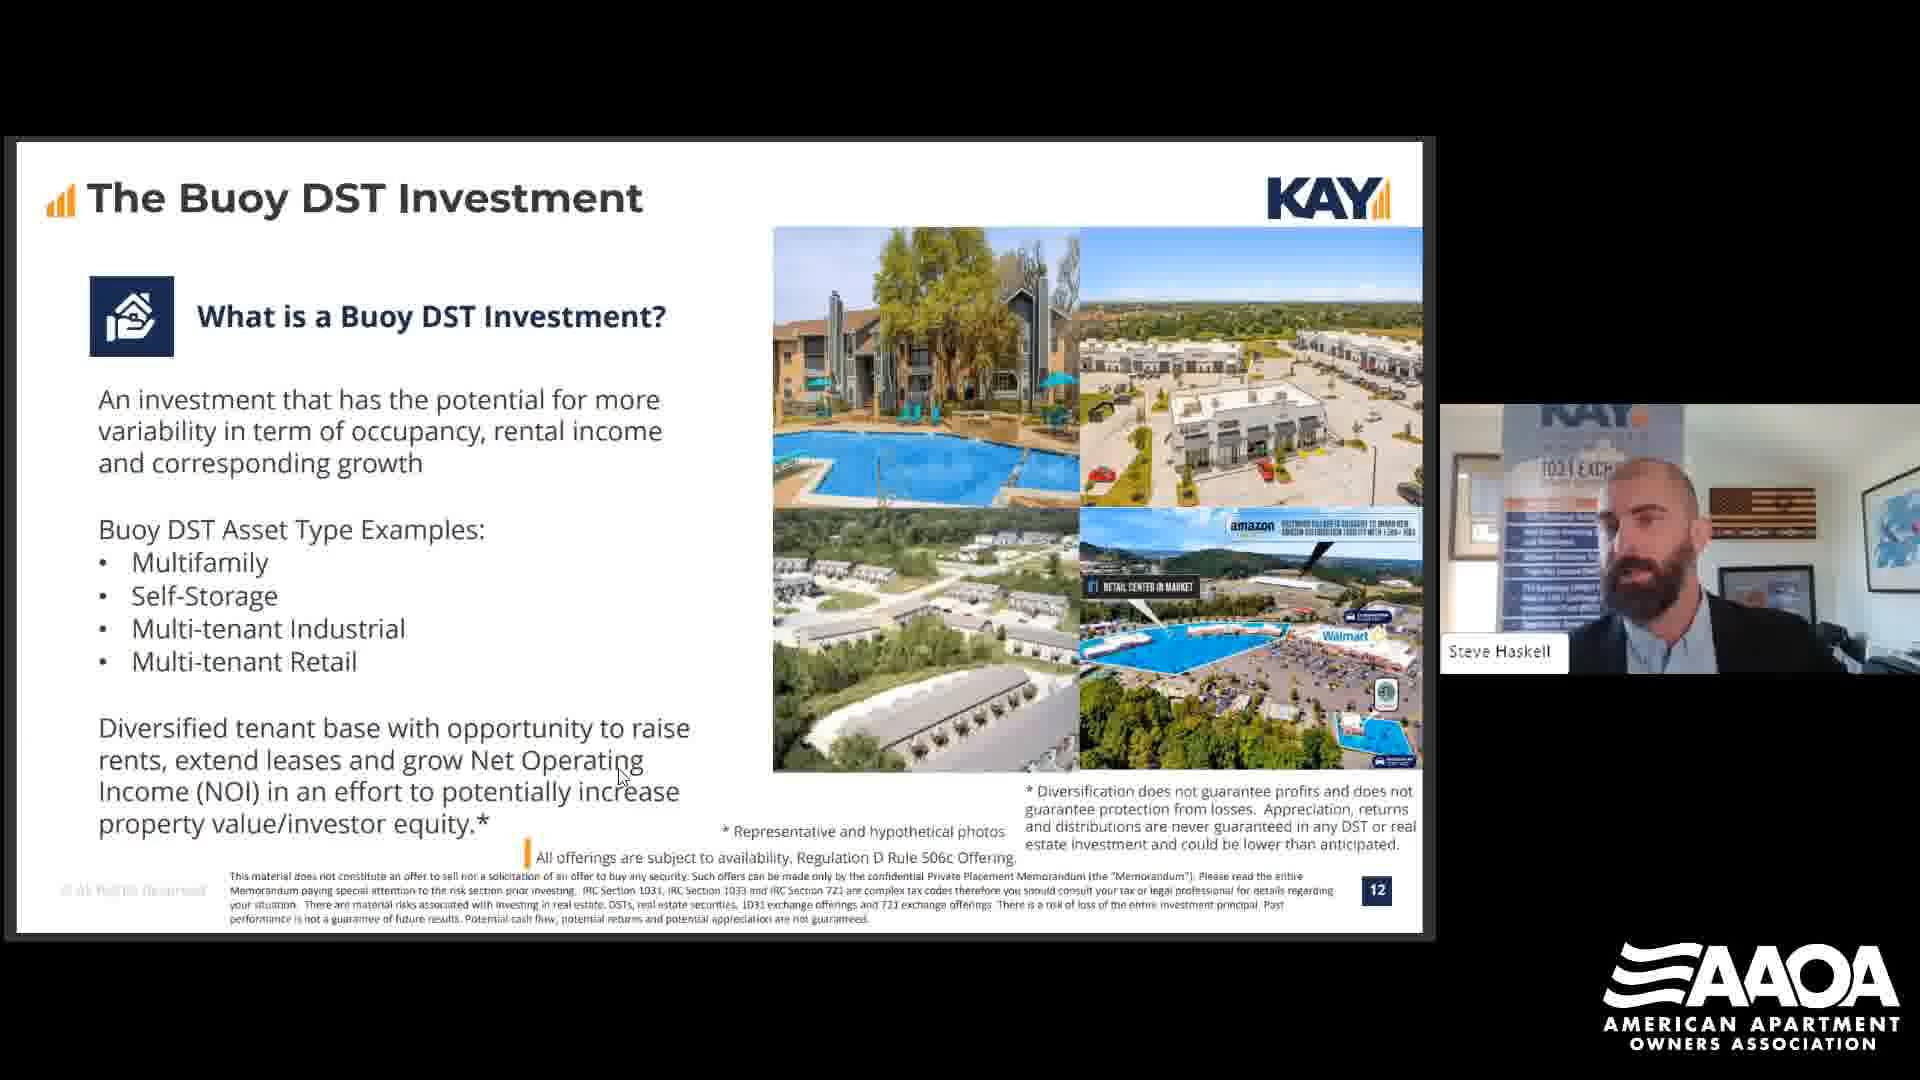 The Buoy DST Investment
KAY
What is a Buoy DST Investment?
An investment that has the potential for more
variability in term of occupancy, rental income
and corresponding growth
Buoy DST Asset Type Examples:
• Multifamily
• Self-Storage
• Multi-tenant Industrial
• Multi-tenant Retail
Diversified tenant base with opportunity to raise
rents, extend leases and grow Net Operating
Income (NOI) in an effort to potentially increase
property value/investor equity.*
amazon
RETAIL CENTER IN MARKET
Walmart
* Representative and hypothetical photos
* Diversification does not guarantee profits and does not
guarantee protection from losses. Appreciation, returns
and distributions are never guaranteed in any DST or real
estate investment and could be lower than anticipated.
All offerings are subject to availability. Regulation D Rule 506c Offering.
© All Rights Reserved
This material does not constitute an offer to sell nor a solicitation of an offer to buy any security. Such offers can be made only by the confidential Private Placement Memorandum (the "Memorandum"). Please read the entire
Memorandum paying special attention to the risk section prior investing. IRC Section 1031, IRC Section 1033 and IRC Section 721 are complex tax codes therefore you should consult your tax or legal professional for details regarding
your situation. There are material risks associated with investing in real estate, DSTs, real estate securities, 1031 exchange offerings and 721 exchange offerings. There is a risk of loss of the entire investment principal. Past
performance is not a guarantee of future results. Potential cash flow, potential returns and potential appreciation are not guaranteed.
12
KAY
1031 EXCH
Steve Haskell
AAOA
AMERICAN APARTMENT
OWNERS ASSOCIATION